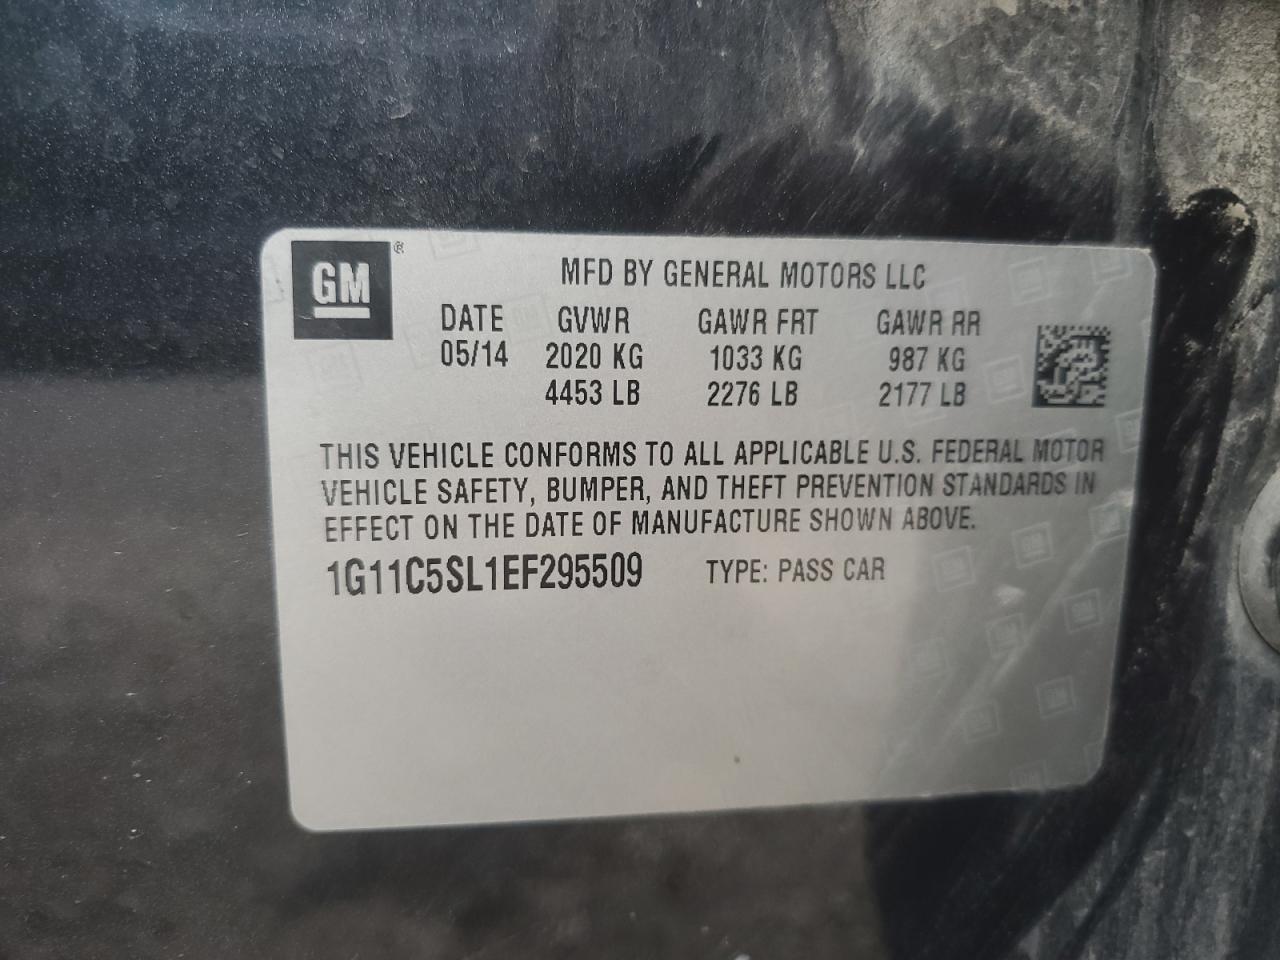 GM®
MFD BY GENERAL MOTORS LLC
DATE GVWR GAWR FRT GAWR RR
05/14 2020 KG 1033 KG 987 KG
4453 LB 2276 LB 2177 LB
THIS VEHICLE CONFORMS TO ALL APPLICABLE U.S. FEDERAL MOTOR
VEHICLE SAFETY, BUMPER, AND THEFT PREVENTION STANDARDS IN
EFFECT ON THE DATE OF MANUFACTURE SHOWN ABOVE.
1G11C5SL1EF295509 TYPE: PASS CAR